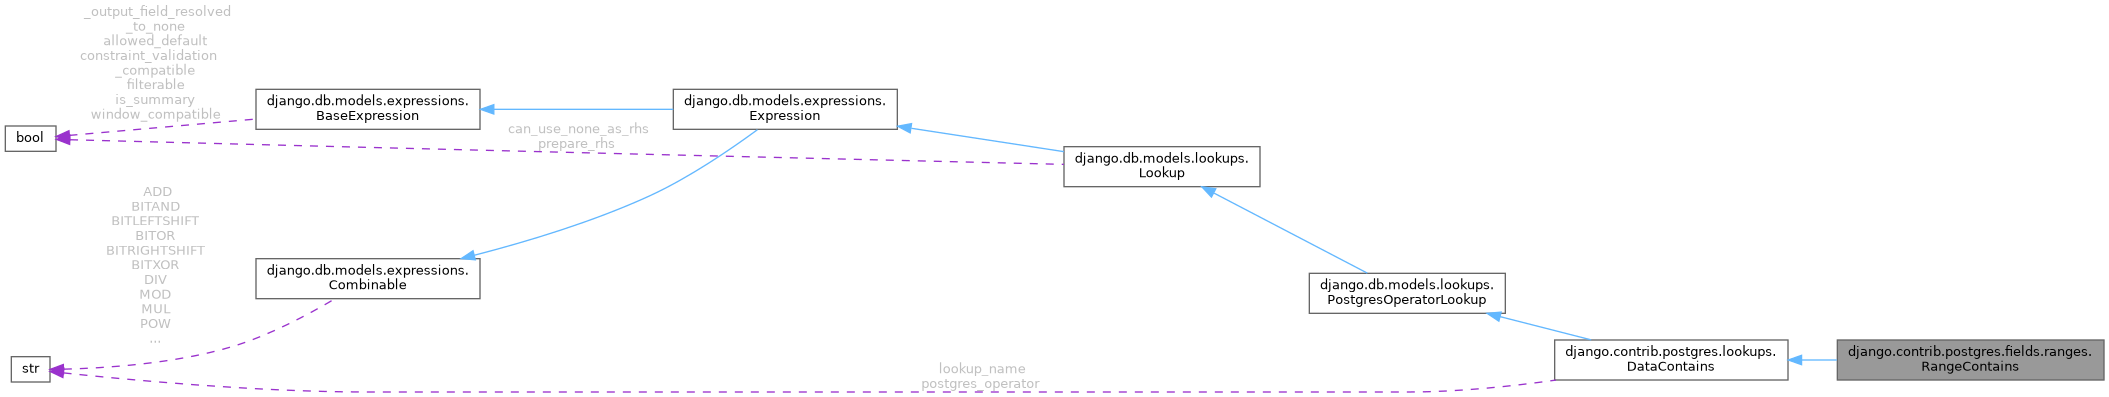 _output_field_resolved
_to_none
allowed_default
constraint_validation
_compatible
filterable
is_summary
window_compatible
django.db.models.expressions.
BaseExpression
django.db.models.expressions.
Expression
bool
can_use_none_as_rhs
prepare_rhs
django.db.models.lookups.
Lookup
ADD
BITAND
BITLEFTSHIFT
BITOR
BITRIGHTSHIFT
BITXOR
DIV
MOD
MUL
POW
...
django.db.models.expressions.
Combinable
django.db.models.lookups.
PostgresOperatorLookup
str
lookup_name
postgres_operator
django.contrib.postgres.lookups.
DataContains
django.contrib.postgres.fields.ranges.
RangeContains